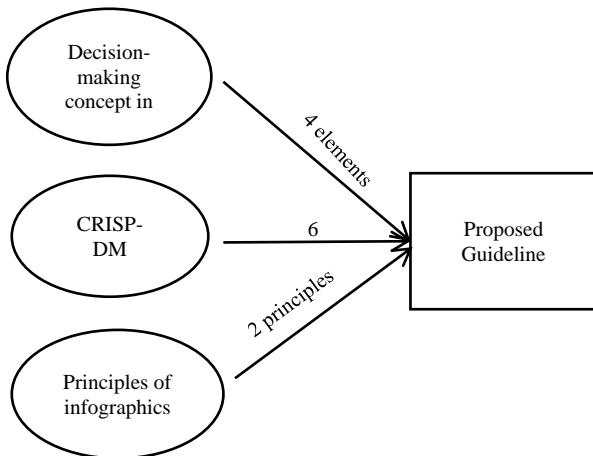 Decision-
making
concept in
4 elements
CRISP-
DM
6
Proposed
Guideline
2 principles
Principles of
infographics